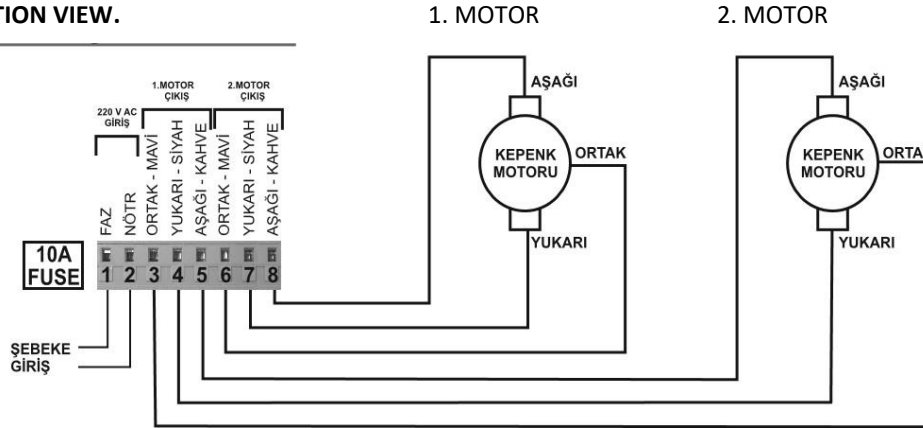 TION VIEW.
1. MOTOR
2. MOTOR
1.MOTOR
ÇIKIŞ
2.MOTOR
ÇIKIŞ
220 V AC
GİRİŞ
FAZ
NÖTR
ORTAK - MAVİ
YUKARI - SİYAH
AŞAĞI - KAHVE
ORTAK - MAVİ
YUKARI - SİYAH
AŞAĞI - KAHVE
10A
FUSE
1 2 3 4 5 6 7 8
ŞEBEKE
GİRİŞ
AŞAĞI
KEPENK
MOTORU
ORTAK
YUKARI
AŞAĞI
KEPENK
MOTORU
ORTA
YUKARI